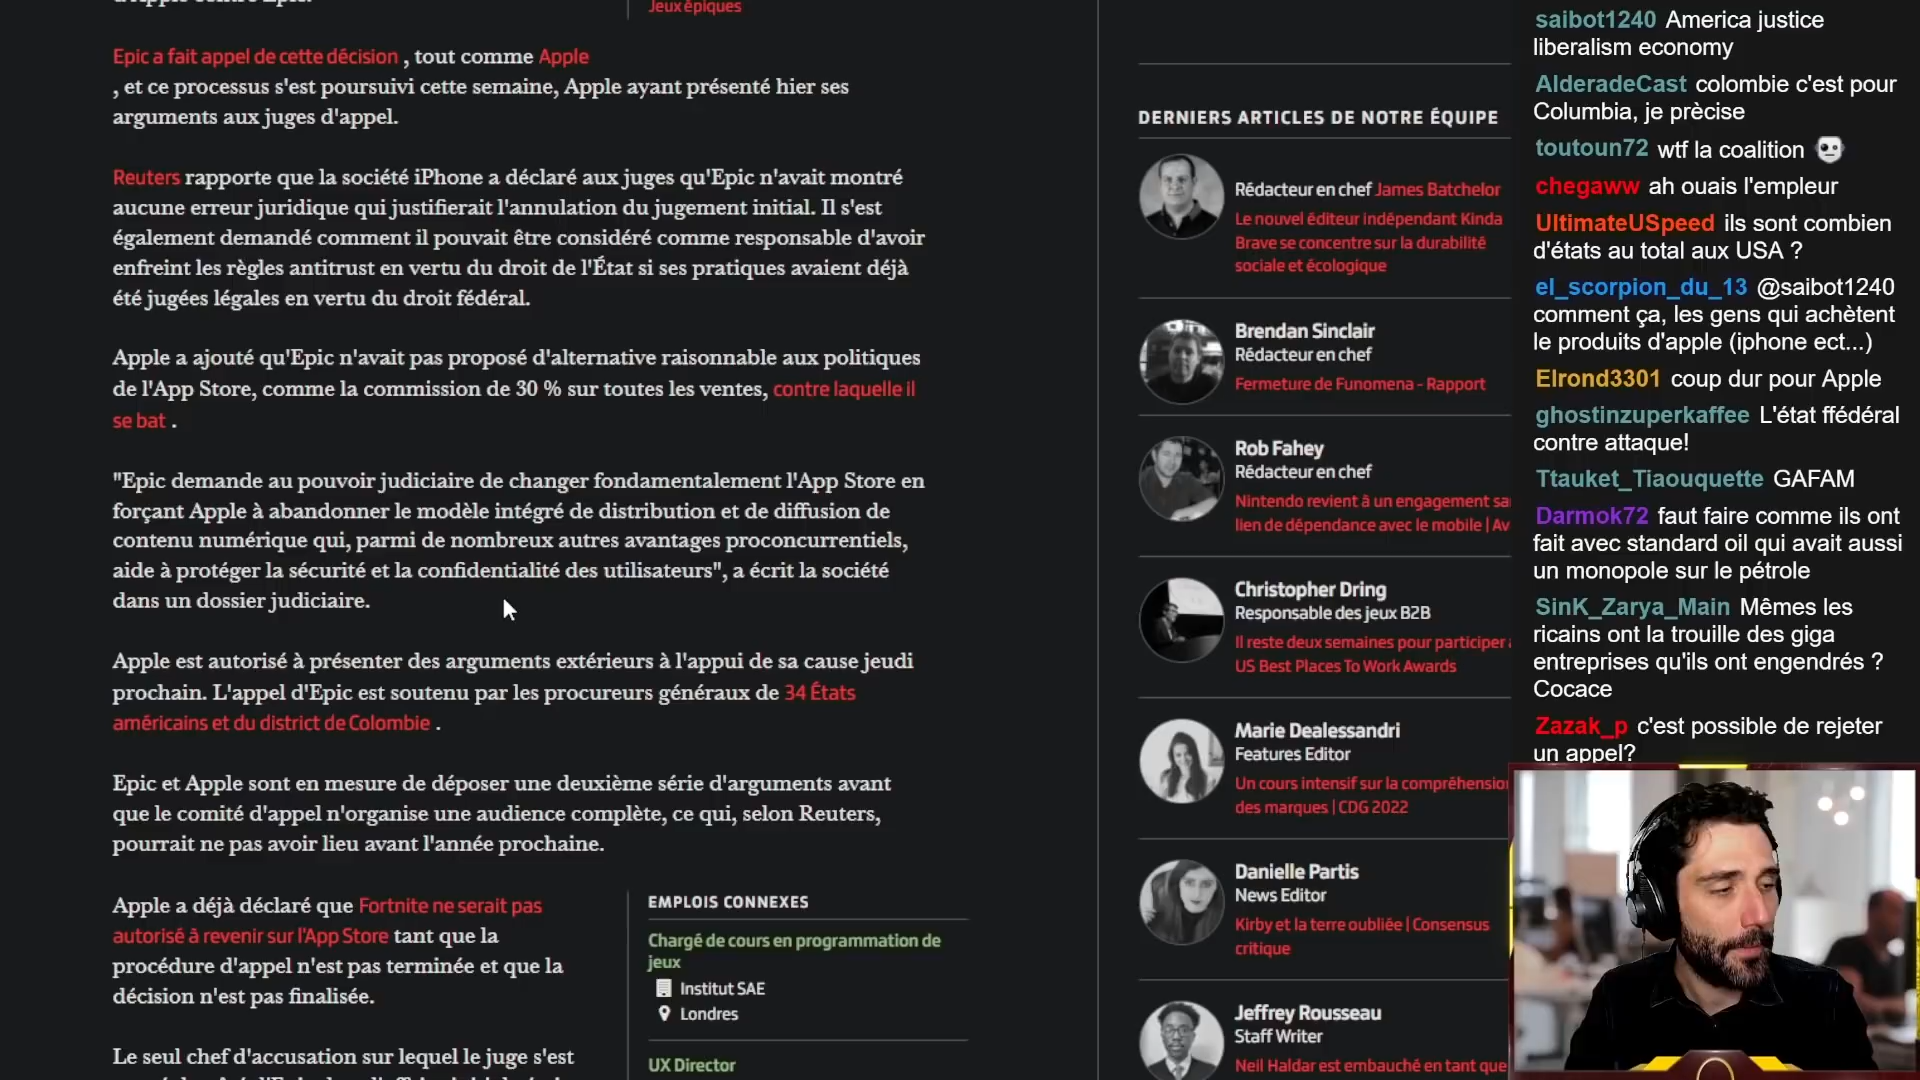 Jeux épiques
Epic a fait appel de cette décision , tout comme Apple
, et ce processus s'est poursuivi cette semaine, Apple ayant présenté hier ses
arguments aux juges d'appel.
Reuters rapporte que la société iPhone a déclaré aux juges qu'Epic n'avait montré
aucune erreur juridique qui justifierait l'annulation du jugement initial. Il s'est
également demandé comment il pouvait être considéré comme responsable d'avoir
enfreint les règles antitrust en vertu du droit de l'État si ses pratiques avaient déjà
été jugées légales en vertu du droit fédéral.
Apple a ajouté qu'Epic n'avait pas proposé d'alternative raisonnable aux politiques
de l'App Store, comme la commission de 30 % sur toutes les ventes, contre laquelle il
se bat .
"Epic demande au pouvoir judiciaire de changer fondamentalement l'App Store en
forçant Apple à abandonner le modèle intégré de distribution et de diffusion de
contenu numérique qui, parmi de nombreux autres avantages proconcurrentiels,
aide à protéger la sécurité et la confidentialité des utilisateurs", a écrit la société
dans un dossier judiciaire.
Apple est autorisé à présenter des arguments extérieurs à l'appui de sa cause jeudi
prochain. L'appel d'Epic est soutenu par les procureurs généraux de 34 États
américains et du district de Colombie .
Epic et Apple sont en mesure de déposer une deuxième série d'arguments avant
que le comité d'appel n'organise une audience complète, ce qui, selon Reuters,
pourrait ne pas avoir lieu avant l'année prochaine.
Apple a déjà déclaré que Fortnite ne serait pas
autorisé à revenir sur l'App Store tant que la
procédure d'appel n'est pas terminée et que la
décision n'est pas finalisée.
Le seul chef d'accusation sur lequel le juge s'est
EMPLOIS CONNEXES
Chargé de cours en programmation de
jeux
Institut SAE
Londres
UX Director
DERNIERS ARTICLES DE NOTRE ÉQUIPE
Rédacteur en chef James Batchelor
Le nouvel éditeur indépendant Kinda
Brave se concentre sur la durabilité
sociale et écologique
Brendan Sinclair
Rédacteur en chef
Fermeture de Funomena - Rapport
Rob Fahey
Rédacteur en chef
Nintendo revient à un engagement sa
lien de dépendance avec le mobile | Av
Christopher Dring
Responsable des jeux B2B
Il reste deux semaines pour participer a
US Best Places To Work Awards
Marie Dealessandri
Features Editor
Un cours intensif sur la compréhension
des marques | CDG 2022
Danielle Partis
News Editor
Kirby et la terre oubliée | Consensus
critique
Jeffrey Rousseau
Staff Writer
Neil Haldar est embauché en tant que
saibot1240 America justice
liberalism economy
AlderadeCast colombie c'est pour
Columbia, je prècise
toutoun72 wtf la coalition
chegaww ah ouais l'empleur
UltimateUSpeed ils sont combien
d'états au total aux USA ?
el_scorpion_du_13 @saibot1240
comment ça, les gens qui achètent
le produits d'apple (iphone ect...)
Elrond3301 coup dur pour Apple
ghostinzuperkaffee L'état fféderal
contre attaque!
Ttauket_Tiaouquette GAFAM
Darmok72 faut faire comme ils ont
fait avec standard oil qui avait aussi
un monopole sur le pétrole
SinK_Zarya_Main Mêmes les
ricains ont la trouille des giga
entreprises qu'ils ont engendrés ?
Cocace
Zazak_p c'est possible de rejeter
un appel?